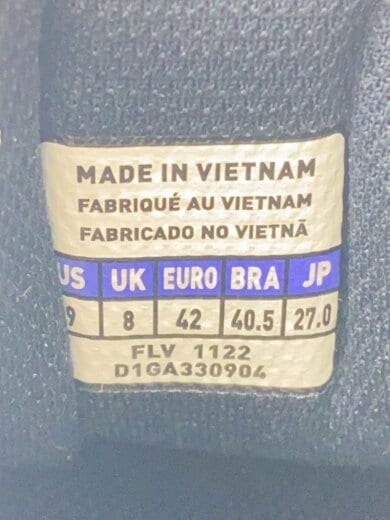 MADE IN VIETNAM
FABRIQUÉ AU VIETNAM
FABRICADO NO VIETNÃ
US UK EURO BRA JP
9 8 42 40.5 27.0
FLV 1122
D1GA330904